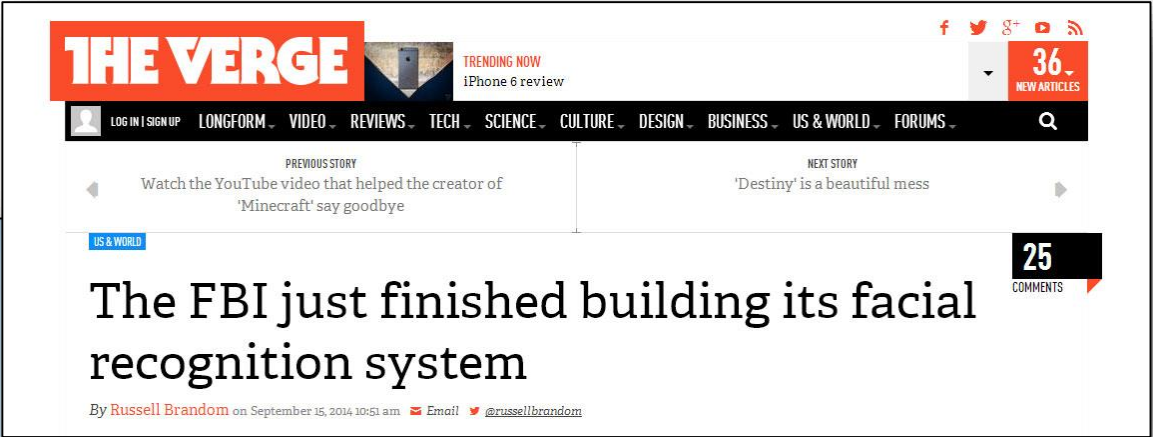 THE VERGE
TRENDING NOW
iPhone 6 review
36
NEW ARTICLES
LOG IN | SIGN UP LONGFORM VIDEO REVIEWS TECH SCIENCE CULTURE DESIGN BUSINESS US & WORLD FORUMS
PREVIOUS STORY
Watch the YouTube video that helped the creator of
'Minecraft' say goodbye
NEXT STORY
'Destiny' is a beautiful mess
US & WORLD
25
COMMENTS
The FBI just finished building its facial
recognition system
By Russell Brandom on September 15, 2014 10:51 am Email @russellbrandom